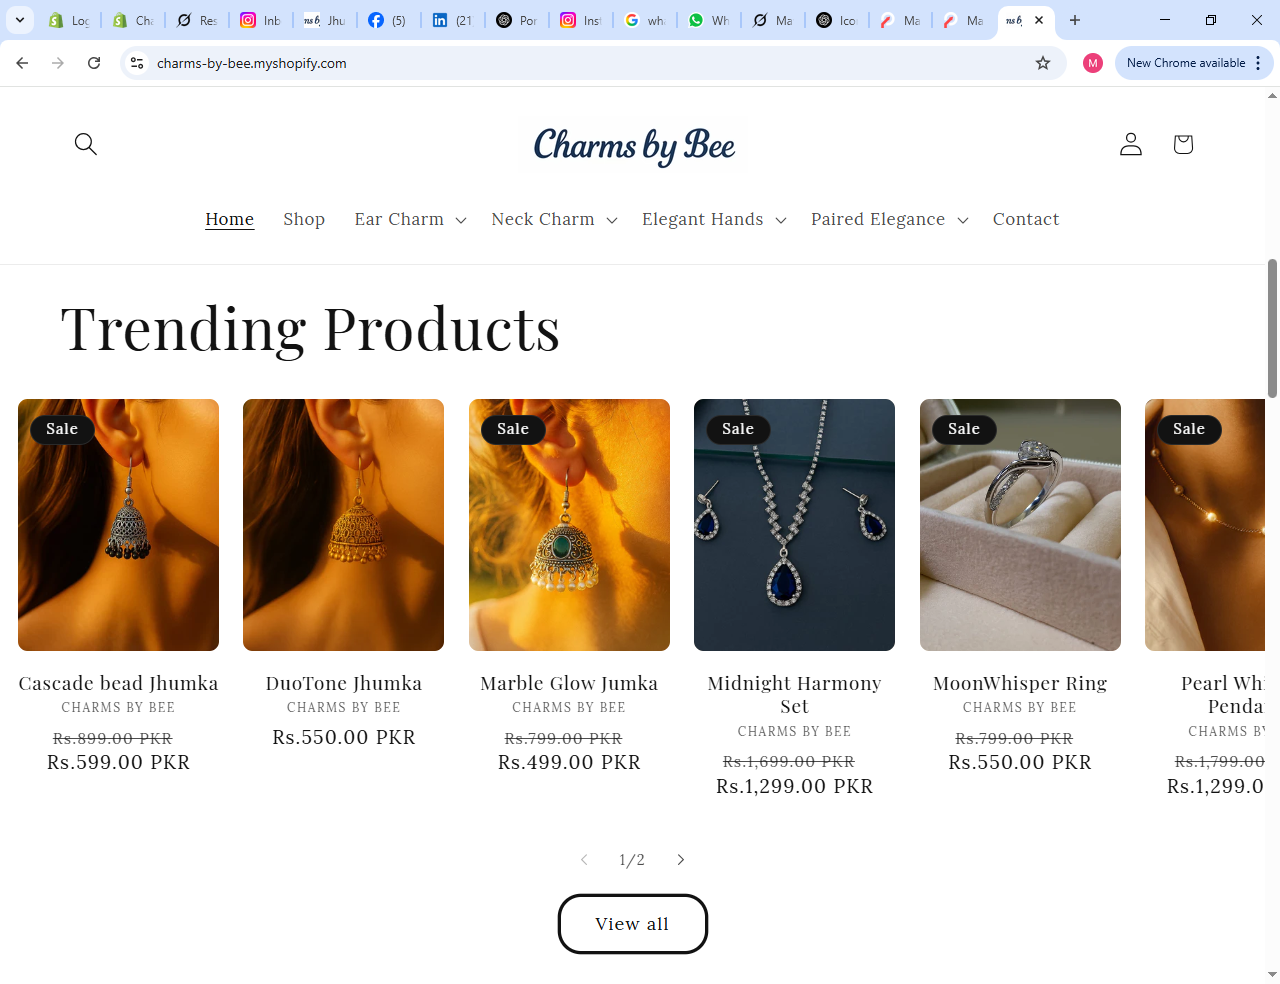 Log
Cha
Res
Inb
ns b
Jhu
(5)
(21
Por
Inst
wha
Wh
Ma
Ico
Ma
Ma
ns b
charms-by-bee.myshopify.com
M
New Chrome available
Charms by Bee
Home Shop Ear Charm Neck Charm Elegant Hands Paired Elegance Contact
Trending Products
Sale
Sale
Sale
Sale
Sale
Cascade bead Jhumka
CHARMS BY BEE
Rs.899.00 PKR
Rs.599.00 PKR
DuoTone Jhumka
CHARMS BY BEE
Rs.550.00 PKR
Marble Glow Jumka
CHARMS BY BEE
Rs.799.00 PKR
Rs.499.00 PKR
Midnight Harmony
Set
CHARMS BY BEE
Rs.1,699.00 PKR
Rs.1,299.00 PKR
MoonWhisper Ring
CHARMS BY BEE
Rs.799.00 PKR
Rs.550.00 PKR
Pearl Whi
Penda
CHARMS BY
Rs.1,799.00
Rs.1,299.0
1/2
View all